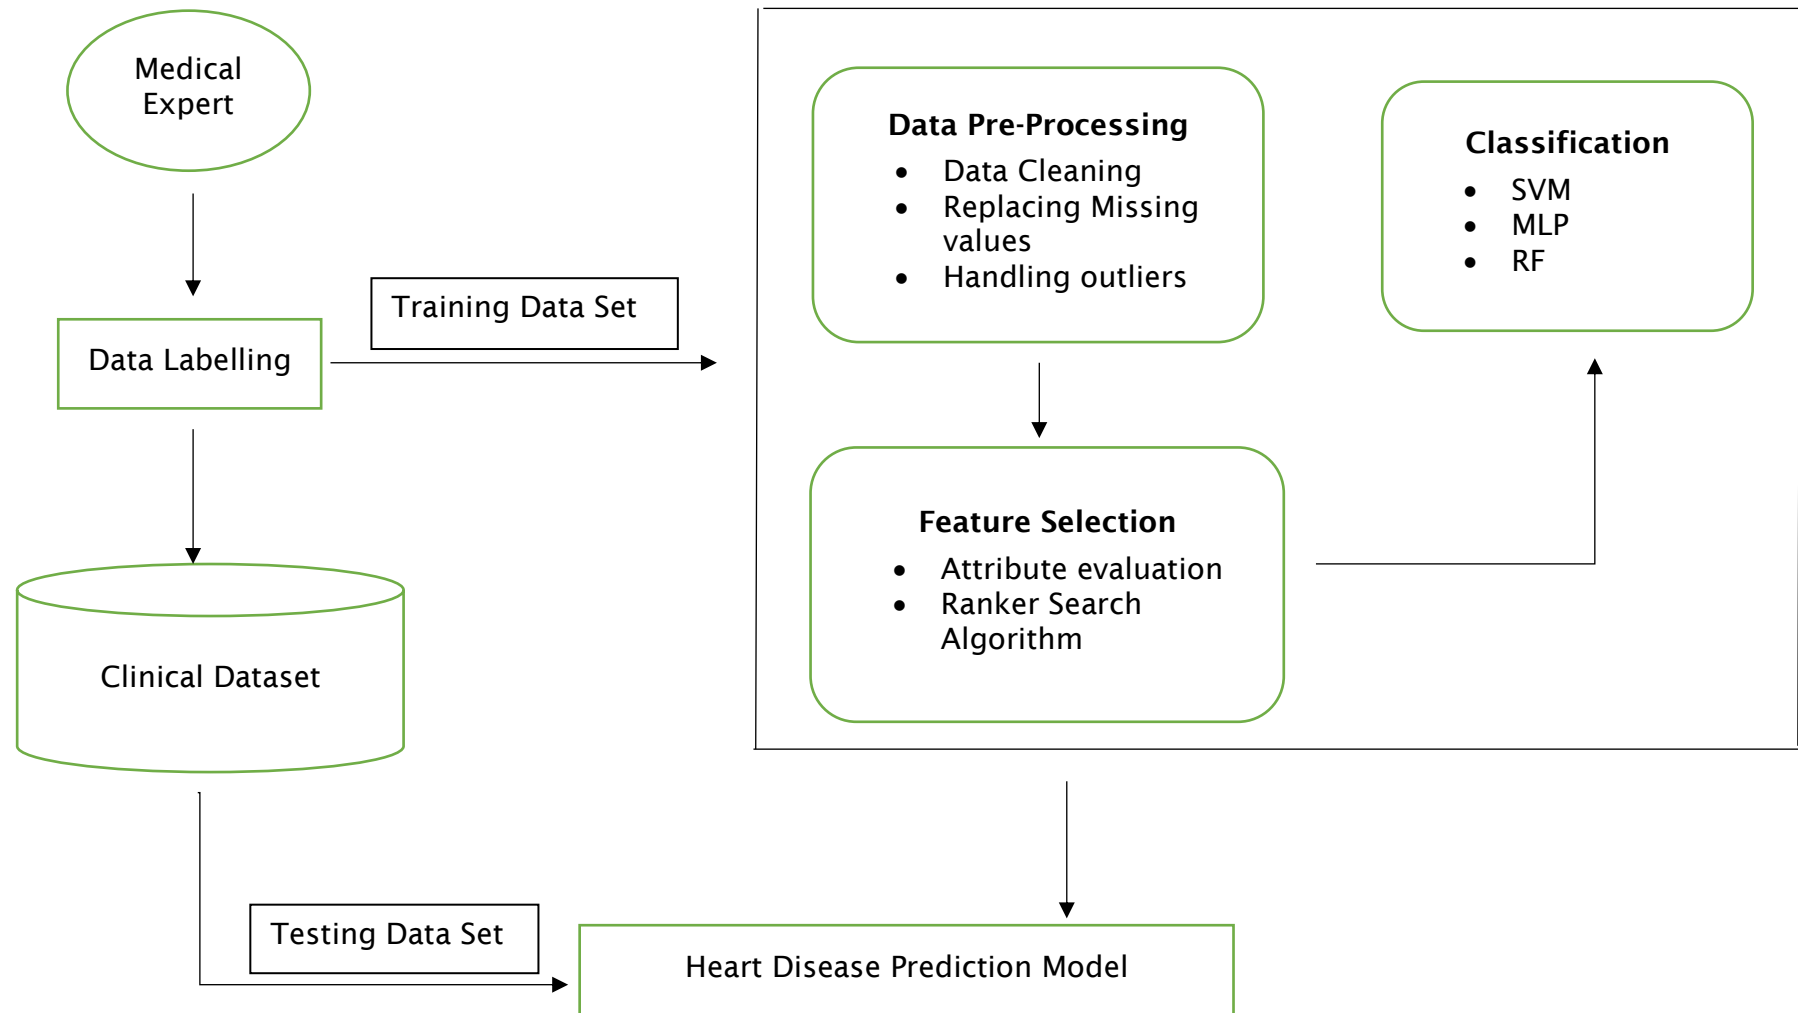 Medical
Expert
Data Labelling
Training Data Set
Clinical Dataset
Testing Data Set
Data Pre-Processing
• Data Cleaning
• Replacing Missing
values
• Handling outliers
Feature Selection
• Attribute evaluation
• Ranker Search
Algorithm
Classification
• SVM
• MLP
• RF
Heart Disease Prediction Model